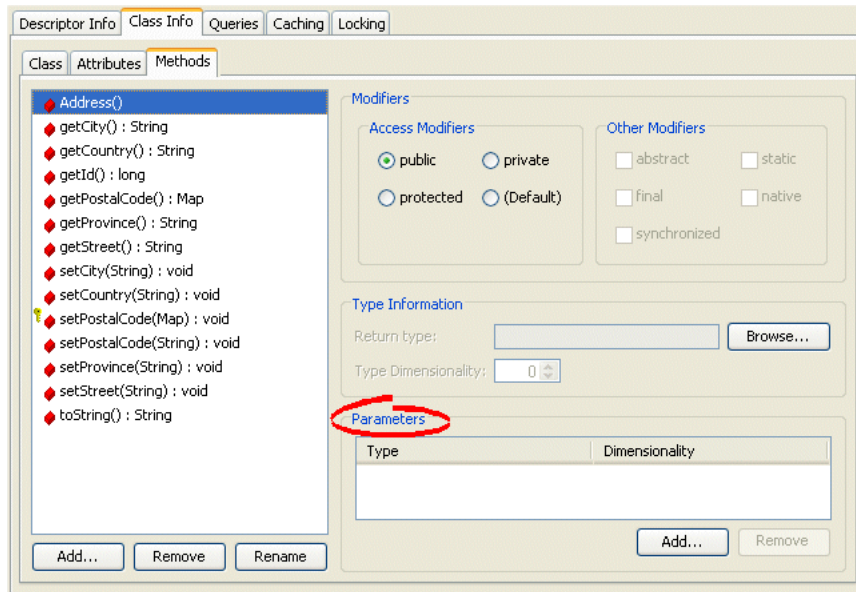 Descriptor Info Class Info Queries Caching Locking
Class Attributes Methods
Address()
getCity() : String
getCountry() : String
getId() : long
getPostalCode() : Map
getProvince() : String
getStreet() : String
setCity(String) : void
setCountry(String) : void
setPostalCode(Map) : void
setPostalCode(String) : void
setProvince(String) : void
setStreet(String) : void
toString() : String
Add... Remove Rename
Modifiers
Access Modifiers
public private
protected (Default)
Other Modifiers
abstract static
final native
synchronized
Type Information
Return type: Browse...
Type Dimensionality: 0
Parameters
Type Dimensionality
Add... Remove